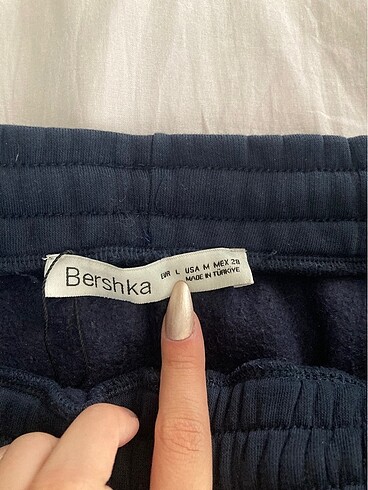 Bershka
EUR L USA M MEX 28
MADE IN TÜRKİYE